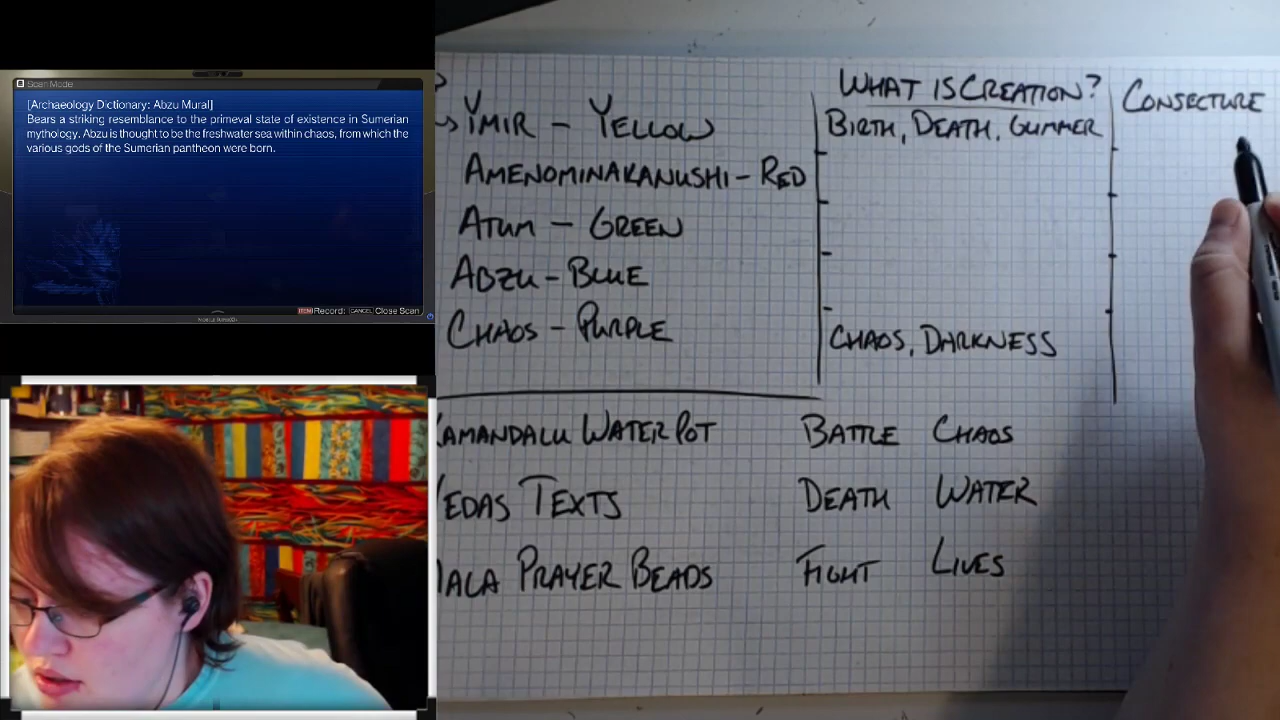 Scan Mode
[Archaeology Dictionary: Abzu Mural]
Bears a striking resemblance to the primeval state of existence in Sumerian
mythology. Abzu is thought to be the freshwater sea within chaos, from which the
various gods of the Sumerian pantheon were born.
ITEM Record: CANCEL Close Scan
YMIR – YELLOW
AMENOMINAKANUSHI – RED
ATUM – GREEN
ABZU – BLUE
CHAOS – PURPLE
WHAT IS CREATION?
BIRTH, DEATH, GLIMMER
CHAOS, DARKNESS
CONSECTURE
KAMANDALU WATER POT
VEDAS TEXTS
MALA PRAYER BEADS
BATTLE CHAOS
DEATH WATER
FIGHT LIVES